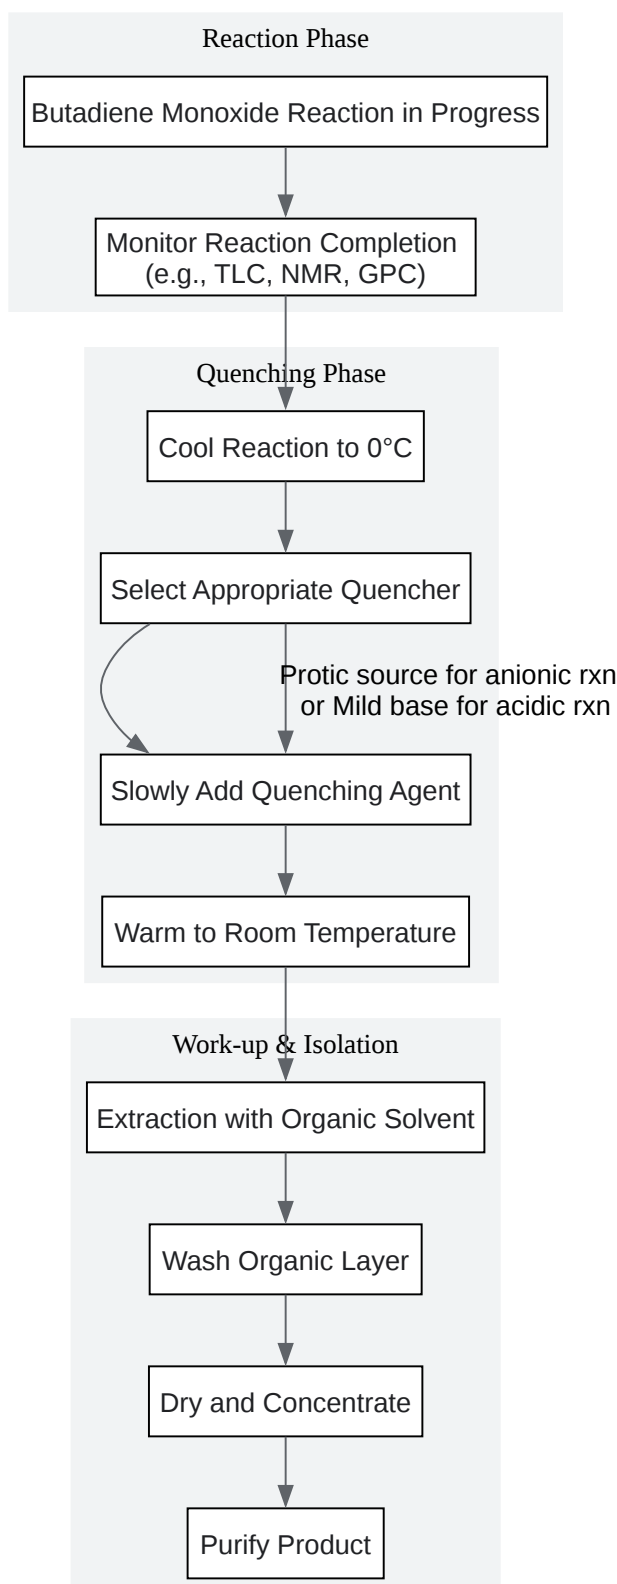 Reaction Phase
Butadiene Monoxide Reaction in Progress
Monitor Reaction Completion
(e.g., TLC, NMR, GPC)
Quenching Phase
Cool Reaction to 0°C
Select Appropriate Quencher
Protic source for anionic rxn
or Mild base for acidic rxn
Slowly Add Quenching Agent
Warm to Room Temperature
Work-up & Isolation
Extraction with Organic Solvent
Wash Organic Layer
Dry and Concentrate
Purify Product